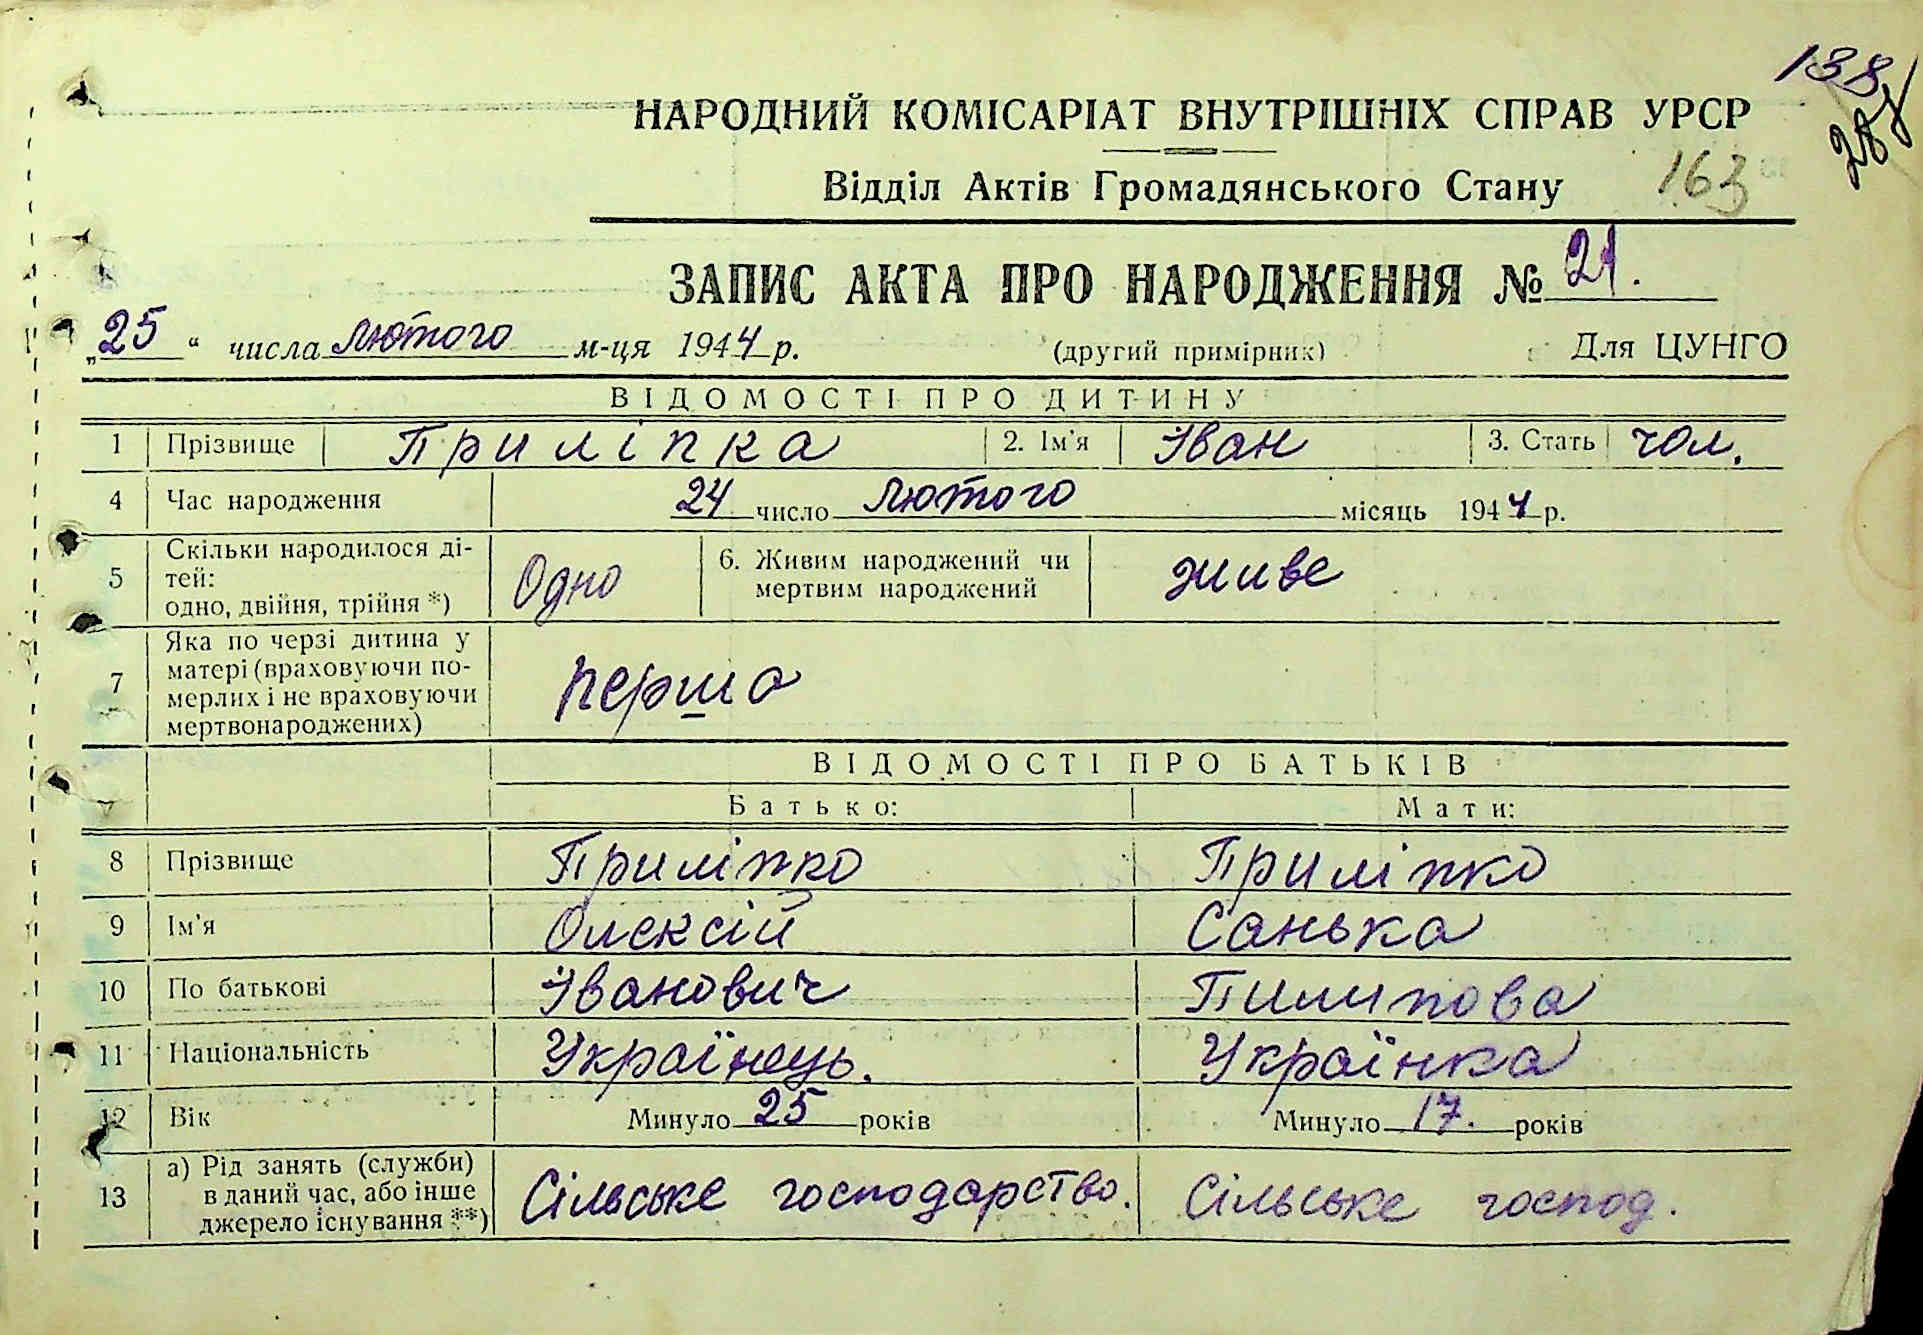 138
НАРОДНИЙ КОМІСАРІАТ ВНУТРІШНІХ СПРАВ УРСР
Відділ Актів Громадянського Стану 163
ЗАПИС АКТА ПРО НАРОДЖЕННЯ № 21.
„25“ числа лютого м-ця 1944 р. (другий примірник) Для ЦУНГО
ВІДОМОСТІ ПРО ДИТИНУ
1 Прізвище Приліпка 2. Ім'я Іван 3. Стать чол.
4 Час народження 24 число лютого місяць 1944 р.
5 Скільки народилося ді-
тей:
одно, двійня, трійня *) Одно 6. Живим народжений чи
мертвим народжений живе
7 Яка по черзі дитина у
матері (враховуючи по-
мерлих і не враховуючи
мертвонароджених) перша
ВІДОМОСТІ ПРО БАТЬКІВ
Батько: Мати:
8 Прізвище Приліпко Приліпко
9 Ім'я Олексій Санька
10 По батькові Іванович Пилипова
11 Національність Українець. Українка
12 Вік Минуло 25 років Минуло 17. років
13 а) Рід занять (служби)
в даний час, або інше
джерело існування **) Сільське господарство. Сільське господ.